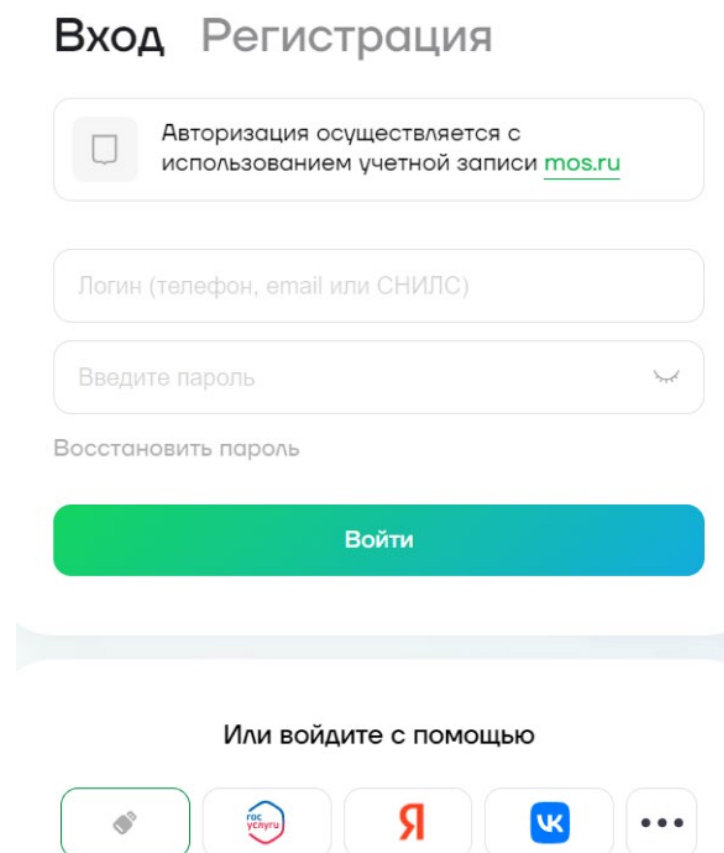 Вход Регистрация
Авторизация осуществляется с
использованием учетной записи mos.ru
Логин (телефон, email или СНИЛС)
Введите пароль
Восстановить пароль
Войти
Или войдите с помощью
гос
услуги
Я